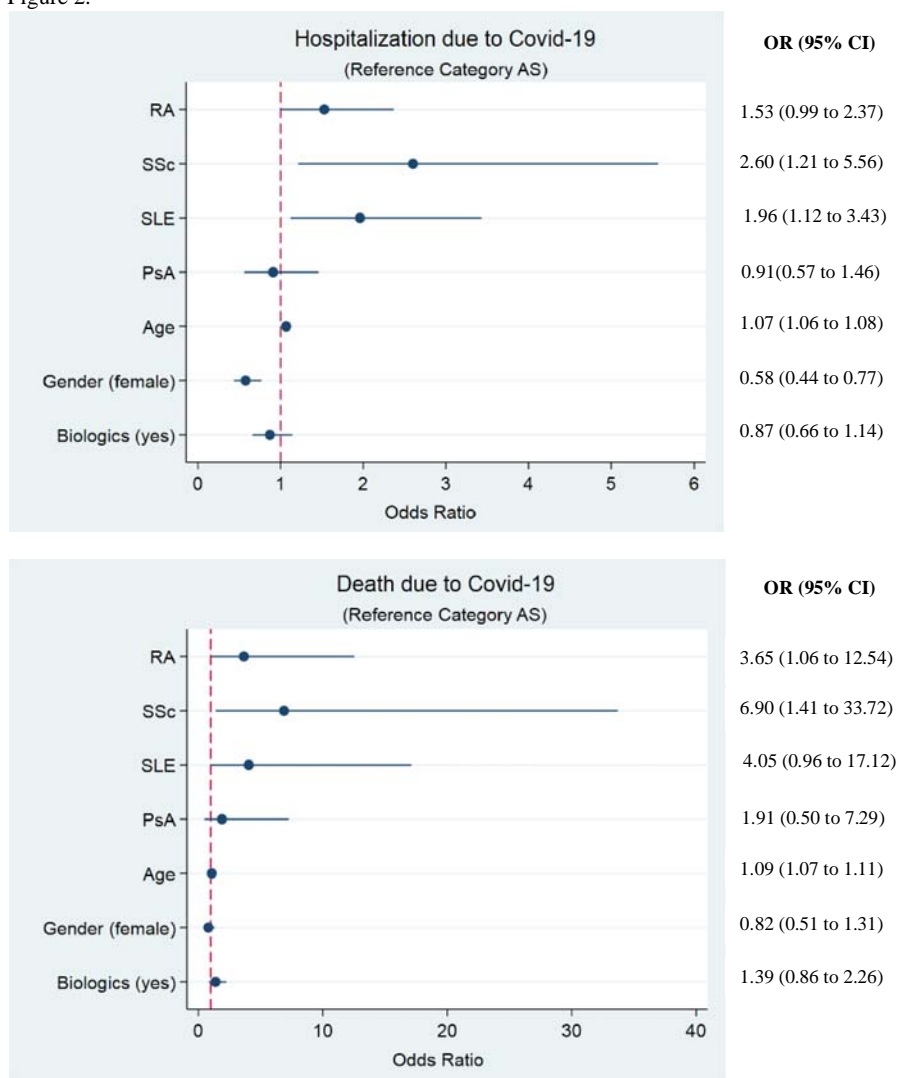 Figure 2.
Hospitalization due to Covid-19
(Reference Category AS)
OR (95% CI)
RA
1.53 (0.99 to 2.37)
SSc
2.60 (1.21 to 5.56)
SLE
1.96 (1.12 to 3.43)
PsA
0.91(0.57 to 1.46)
Age
1.07 (1.06 to 1.08)
Gender (female)
0.58 (0.44 to 0.77)
Biologics (yes)
0.87 (0.66 to 1.14)
0 1 2 3 4 5 6
Odds Ratio
Death due to Covid-19
(Reference Category AS)
OR (95% CI)
RA
3.65 (1.06 to 12.54)
SSc
6.90 (1.41 to 33.72)
SLE
4.05 (0.96 to 17.12)
PsA
1.91 (0.50 to 7.29)
Age
1.09 (1.07 to 1.11)
Gender (female)
0.82 (0.51 to 1.31)
Biologics (yes)
1.39 (0.86 to 2.26)
0 10 20 30 40
Odds Ratio